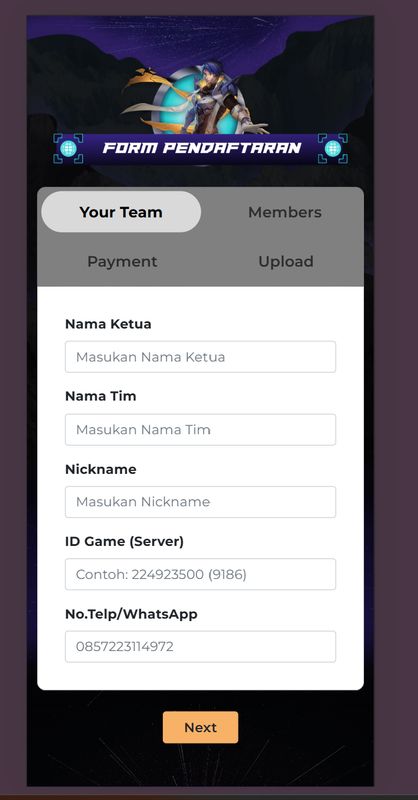 FORM PENDAFTARAN
Your Team
Members
Payment
Upload
Nama Ketua
Masukan Nama Ketua
Nama Tim
Masukan Nama Tim
Nickname
Masukan Nickname
ID Game (Server)
Contoh: 224923500 (9186)
No.Telp/WhatsApp
0857223114972
Next